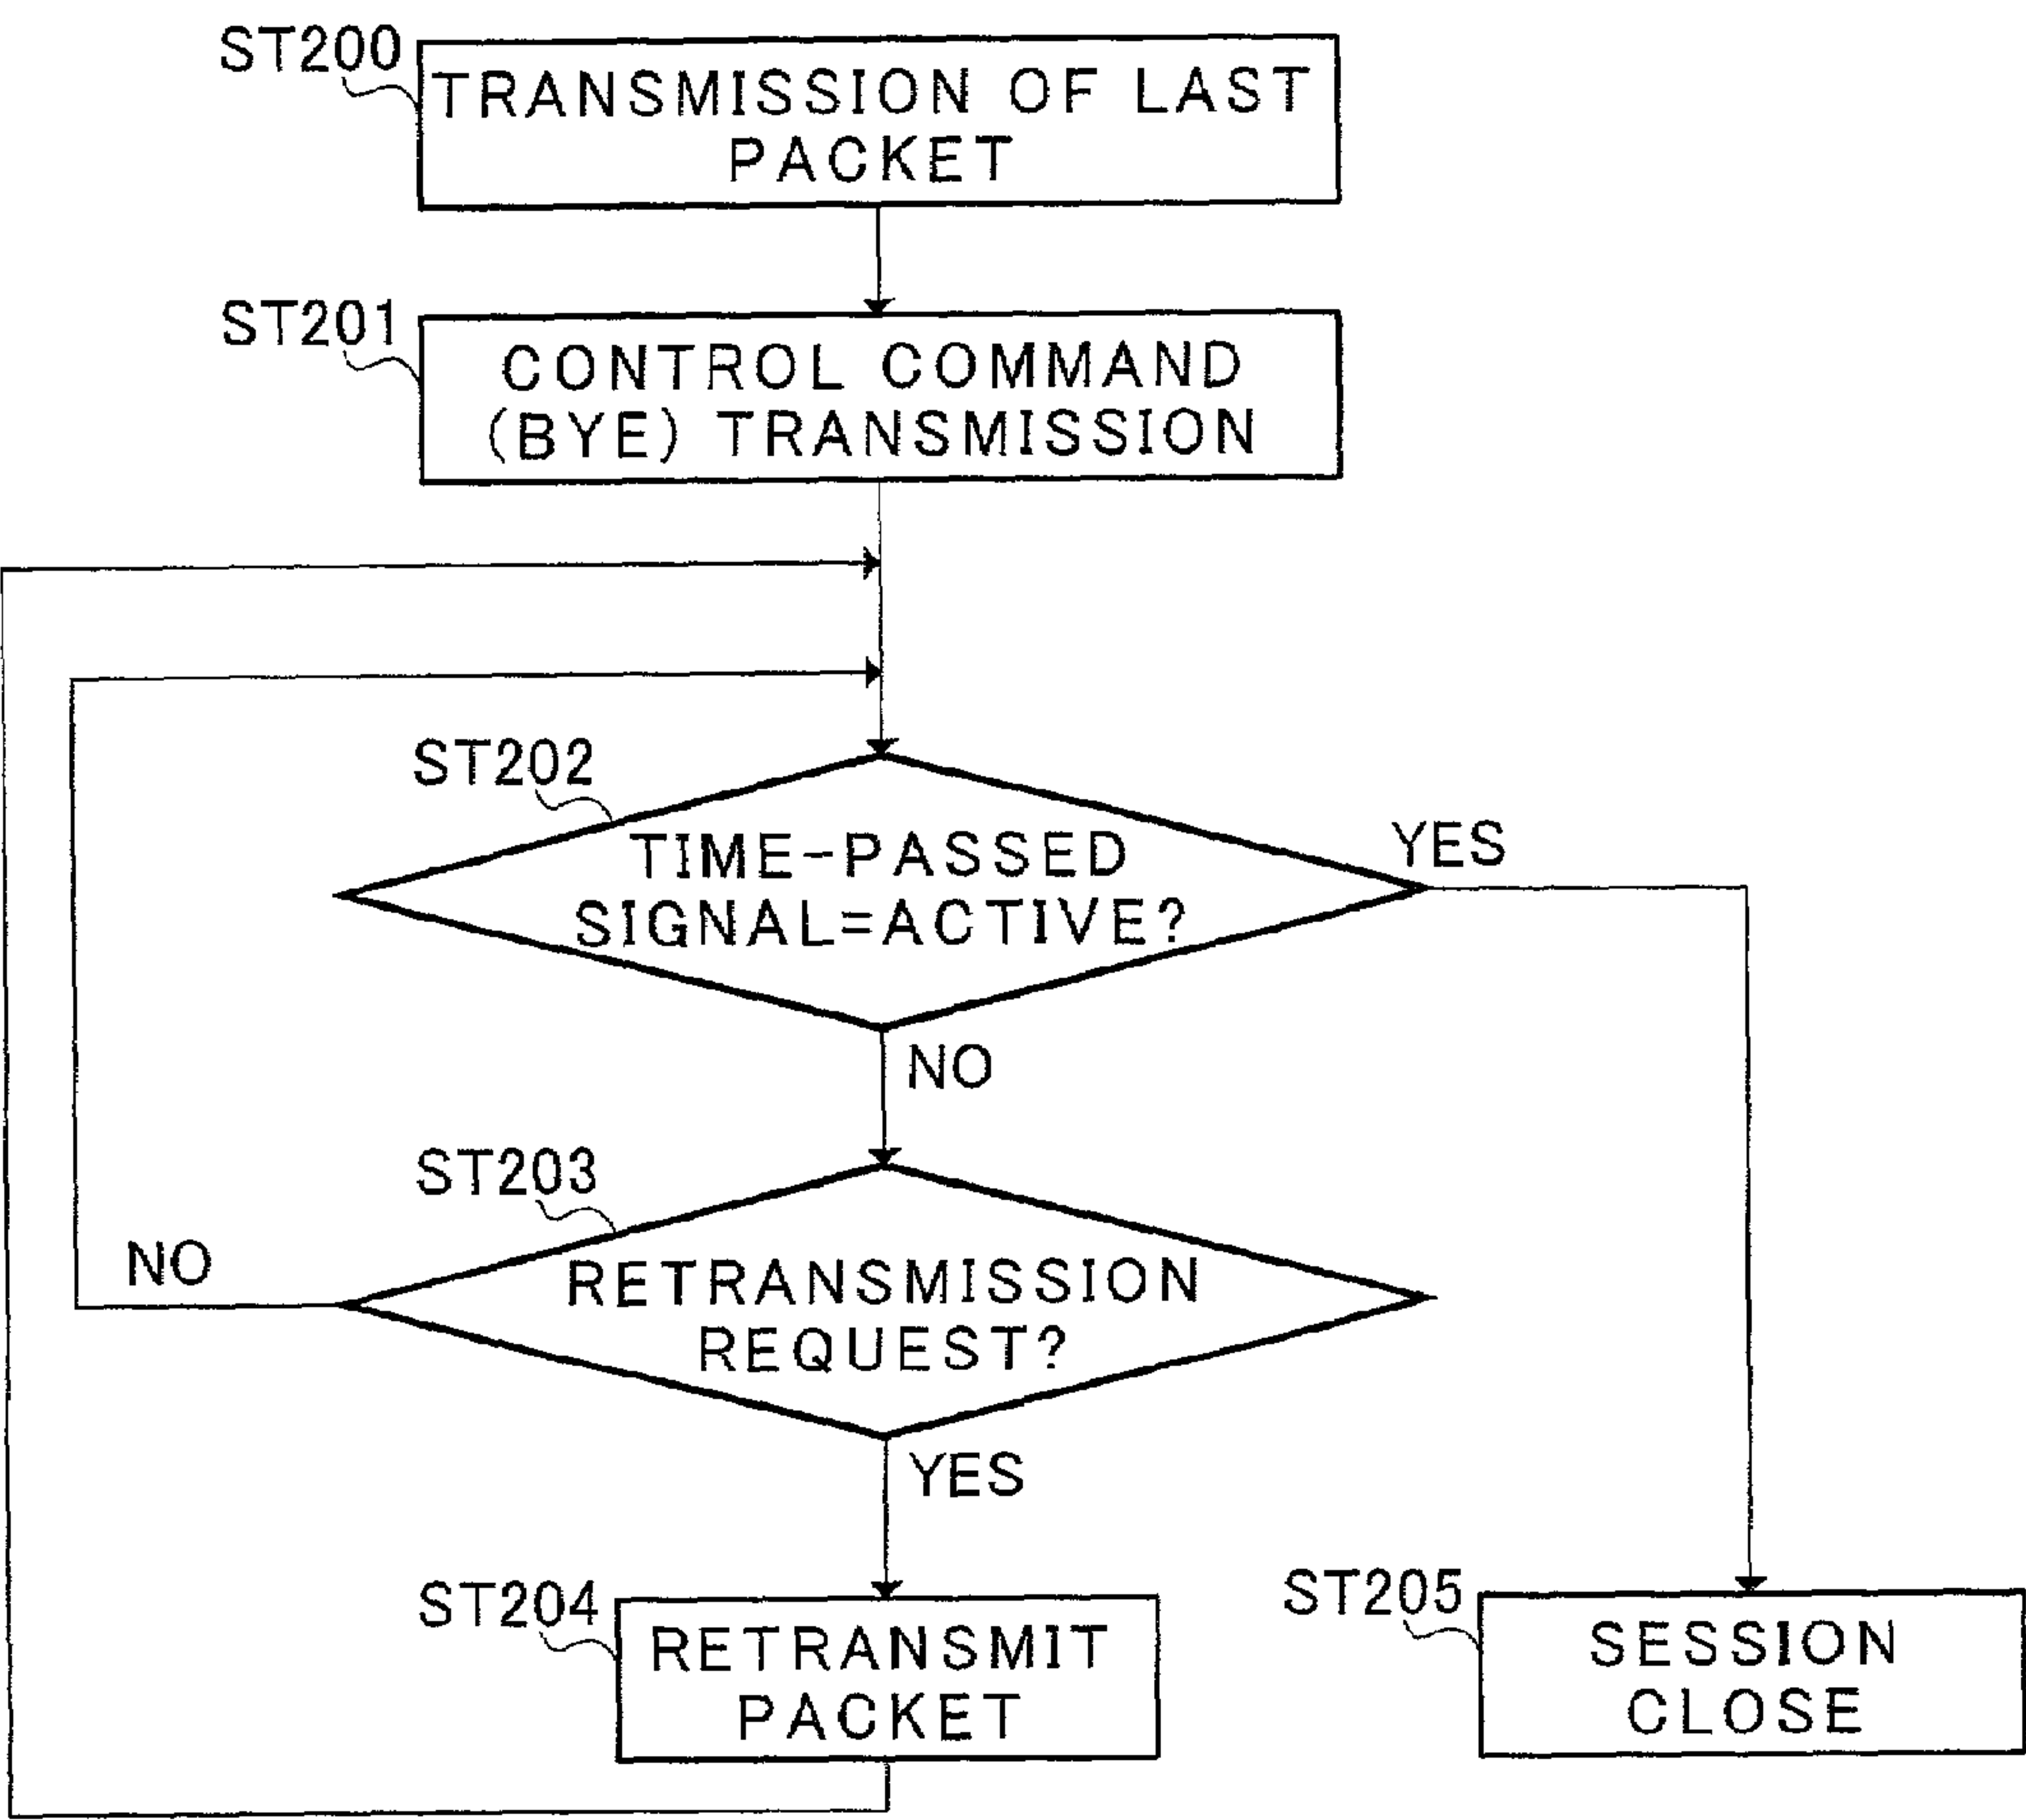 ST200
TRANSMISSION OF LAST
PACKET
ST201
CONTROL COMMAND
(BYE) TRANSMISSION
ST202
TIME-PASSED
SIGNAL=ACTIVE?
YES
NO
ST203
RETRANSMISSION
REQUEST?
NO
YES
ST204
RETRANSMIT
PACKET
ST205
SESSION
CLOSE